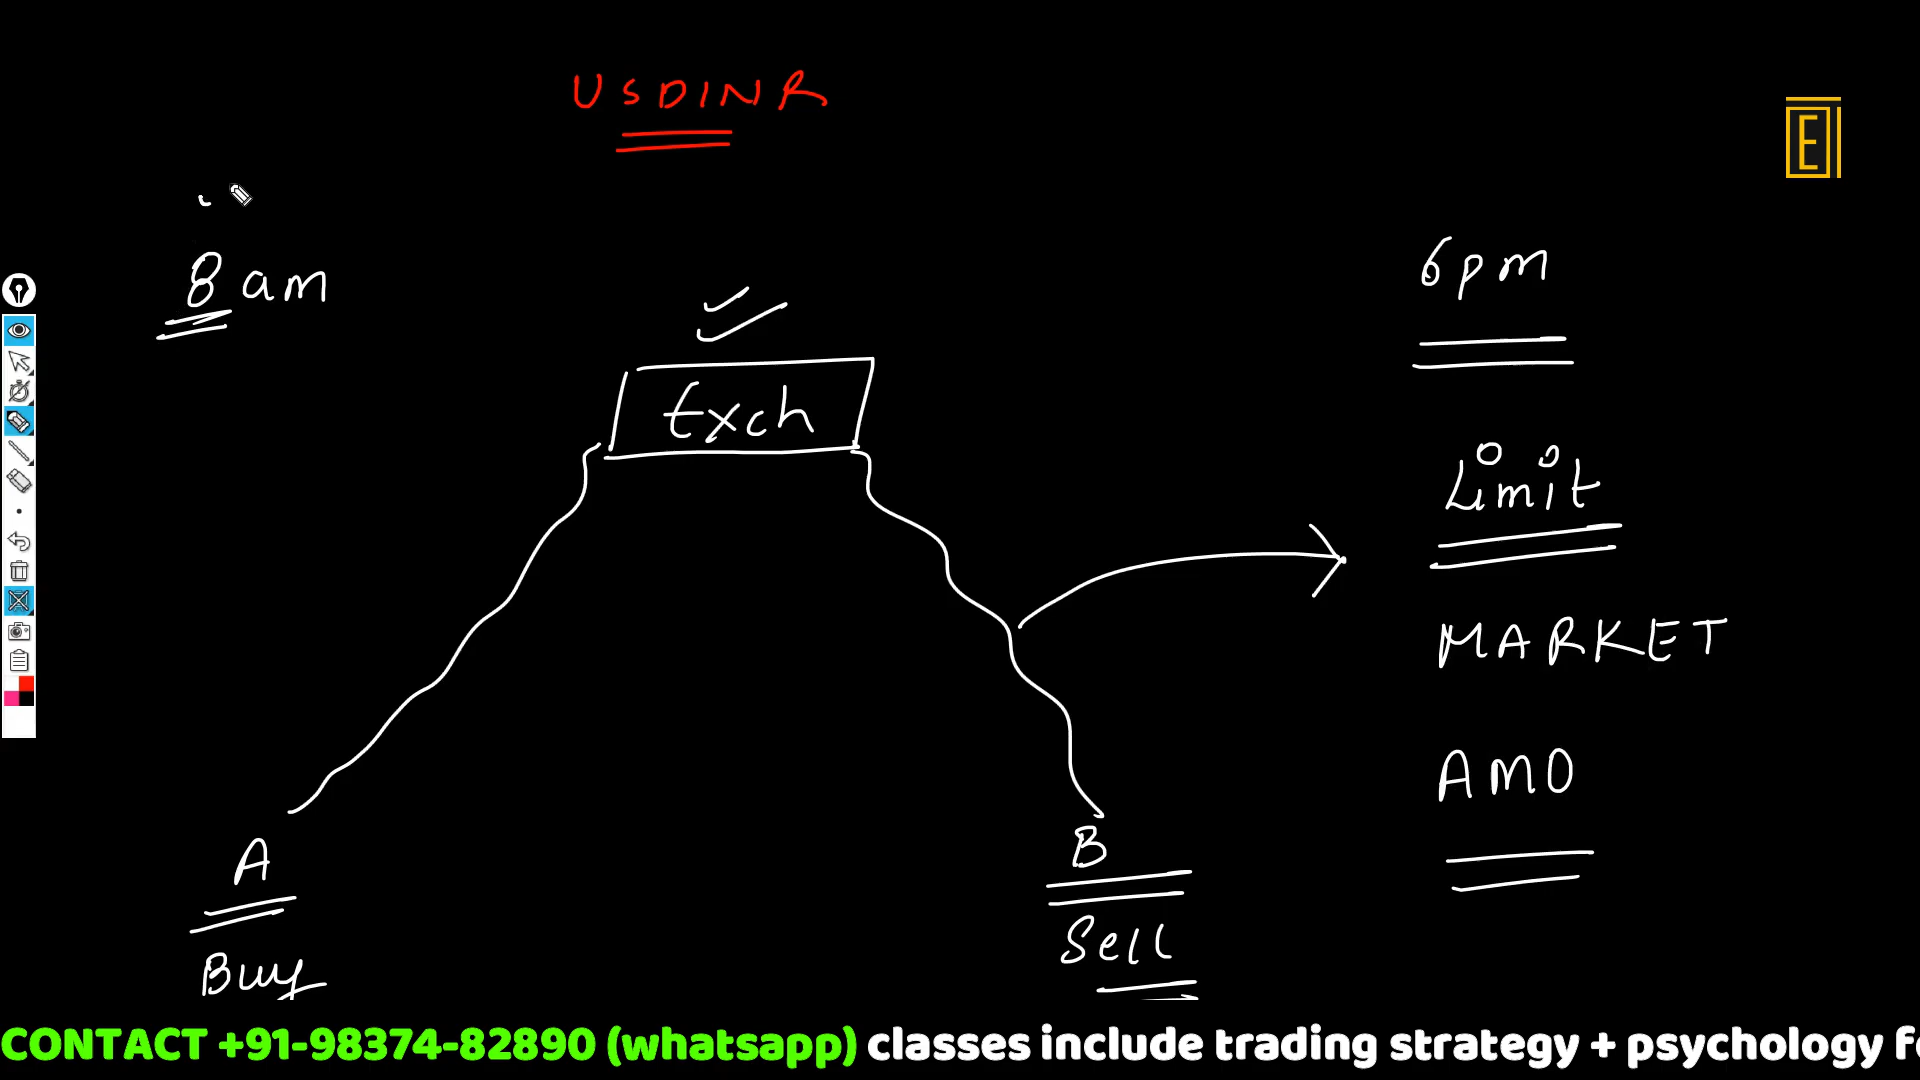 USDINR
8 am
6pm
Exch
Limit
MARKET
AMO
A
B
Buy
Sell
CONTACT +91-98374-82890 (whatsapp) classes include trading strategy + psychology